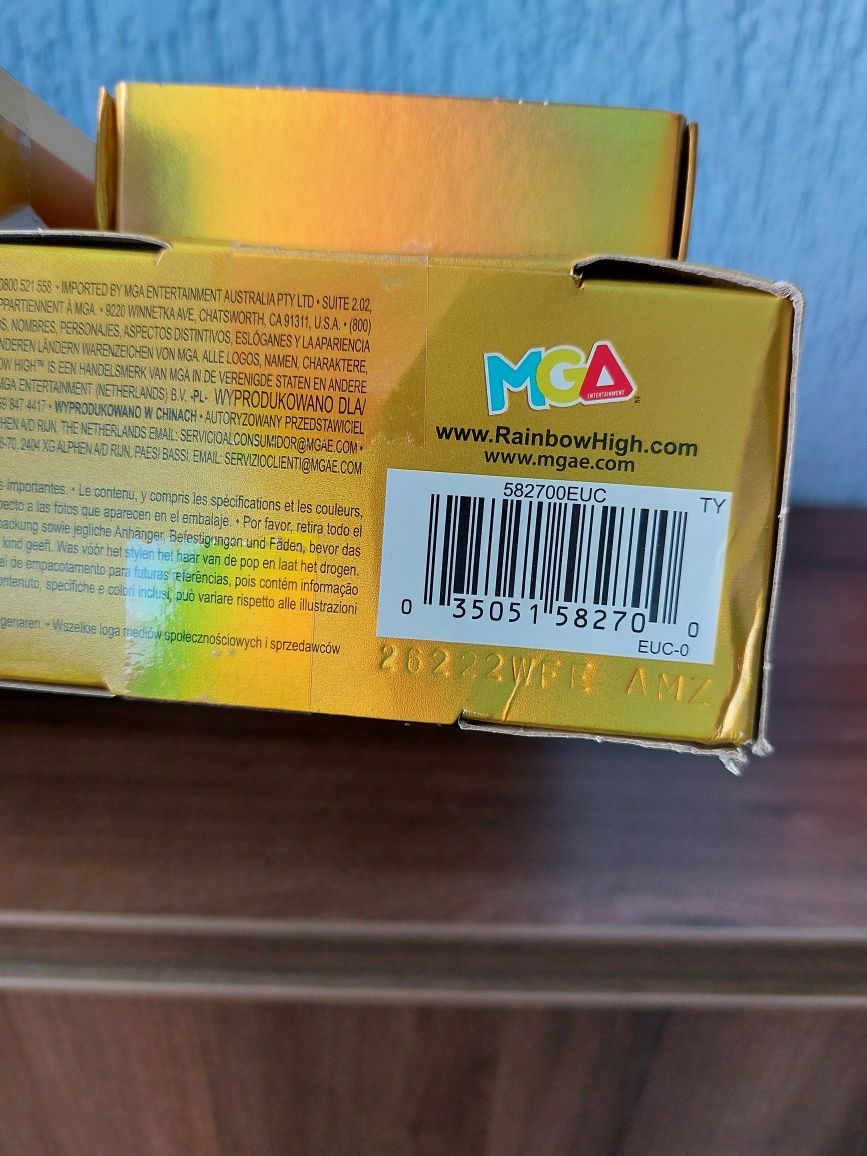 0800 521 558 • IMPORTED BY MGA ENTERTAINMENT AUSTRALIA PTY LTD • SUITE 2.02,
PPARTIENNENT À MGA. • 9220 WINNETKA AVE, CHATSWORTH, CA 91311, U.S.A. • (800)
OS, NOMBRES, PERSONAJES, ASPECTOS DISTINTIVOS, ESLÓGANES Y LA APARIENCIA
NDEREN LÄNDERN WARENZEICHEN VON MGA. ALLE LOGOS, NAMEN, CHARAKTERE,
OW HIGH™ IS EEN HANDELSMERK VAN MGA IN DE VERENIGDE STATEN EN ANDERE
MGA ENTERTAINMENT (NETHERLANDS) B.V. -PL- WYPRODUKOWANO DLA/
59 847 4417 • WYPRODUKOWANO W CHINACH • AUTORYZOWANY PRZEDSTAWICIEL
HEN A/D RIJN, THE NETHERLANDS EMAIL: SERVICIOALCONSUMIDOR@MGAE.COM •
8-70, 2404 XG ALPHEN A/D RIJN, PAESI BASSI. EMAIL: SERVIZIOCLIENTI@MGAE.COM
s importantes. • Le contenu, y compris les spécifications et les couleurs,
pecto a las fotos que aparecen en el embalaje. • Por favor, retira todo el
packung sowie jegliche Anhänger, Befestigungen und Fäden, bevor das
kind geeft. Was vóór het stylen het haar van de pop en laat het drogen.
al de empacotamento para futuras referências, pois contém informação
ontenuto, specifiche e colori inclusi, può variare rispetto alle illustrazioni
genaren. • Wszelkie loga mediów społecznościowych i sprzedawców
MGA
ENTERTAINMENT
www.RainbowHigh.com
www.mgae.com
582700EUC
TY
0 35051 58270 0
EUC-0
26222WFE AMZ